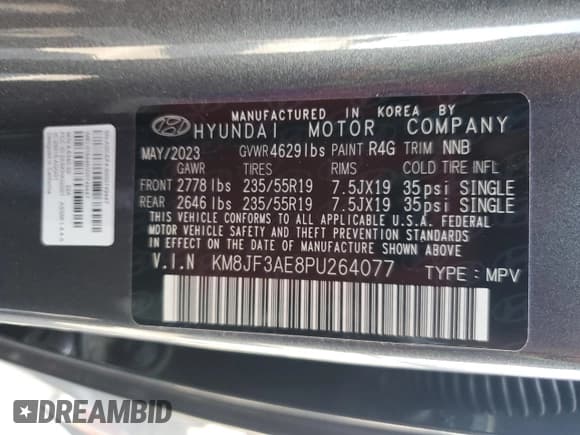 MANUFACTURED IN KOREA BY
HYUNDAI MOTOR COMPANY
MAY/2023 GVWR 4629lbs PAINT R4G TRIM NNB
GAWR TIRES RIMS COLD TIRE INFL.
FRONT 2778 lbs 235/55R19 7.5JX19 35psi SINGLE
REAR 2646 lbs 235/55R19 7.5JX19 35psi SINGLE
THIS VEHICLE CONFORMS TO ALL APPLICABLE U.S.A. FEDERAL
MOTOR VEHICLE SAFETY, BUMPER, AND THEFT PREVENTION STANDARDS
IN EFFECT ON THE DATE OF MANUFACTURE SHOWN ABOVE.
V.I.N KM8JF3AE8PU264077 TYPE : MPV
DREAMBID